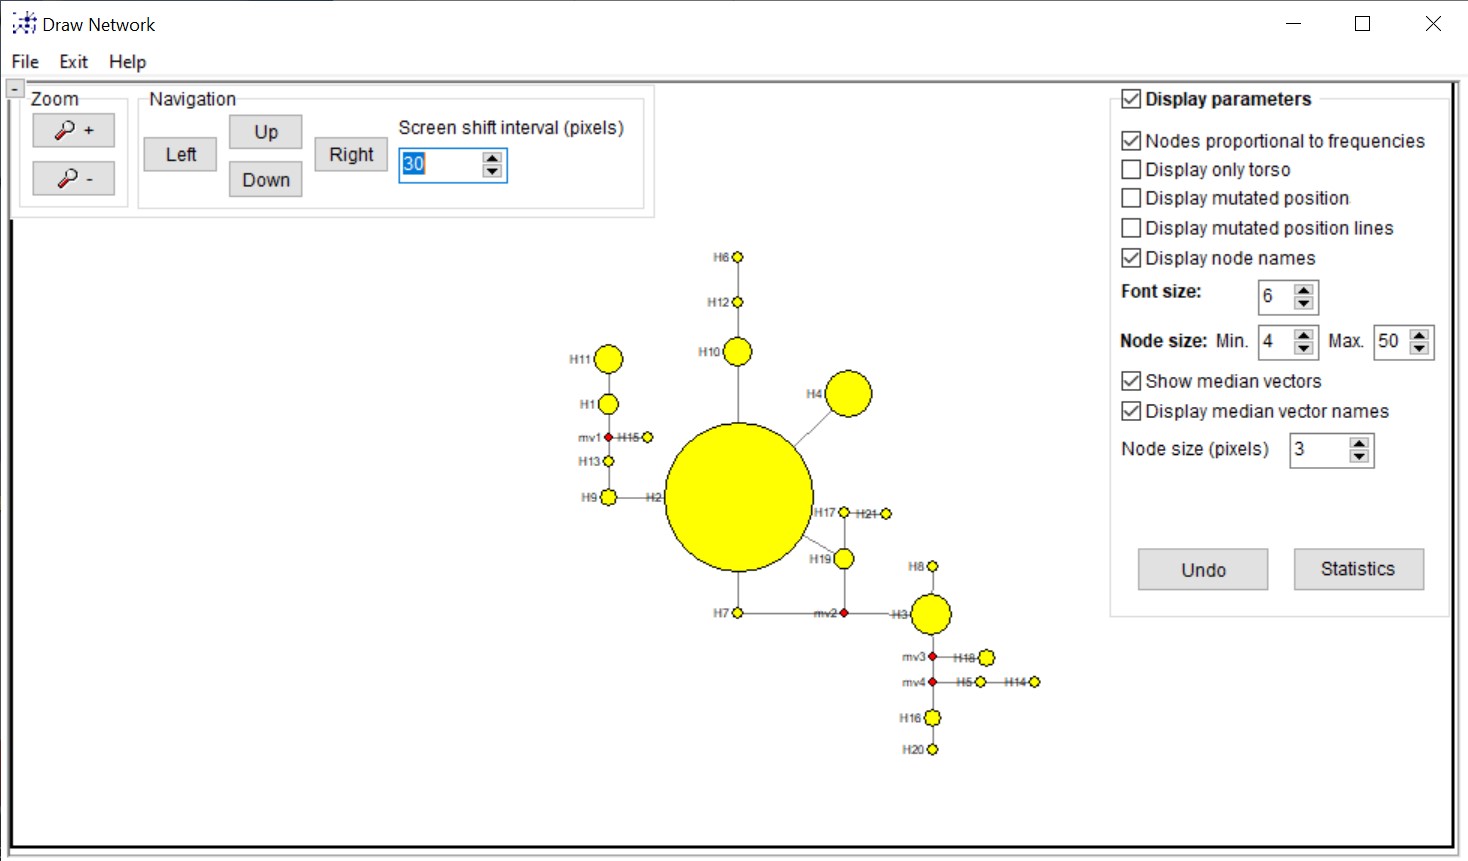 Draw Network
File Exit Help
-
Zoom
+
-
Navigation
Left
Up
Down
Right
Screen shift interval (pixels)
30
Display parameters
Nodes proportional to frequencies
Display only torso
Display mutated position
Display mutated position lines
Display node names
Font size: 6
Node size: Min. 4 Max. 50
Show median vectors
Display median vector names
Node size (pixels) 3
Undo Statistics
H6
H12
H10
H11
H4
H1
mv1 H15
H13
H9 H2
H17 H21
H19
H8
H7 mv2 H3
mv3 H18
mv4 H5 H14
H16
H20